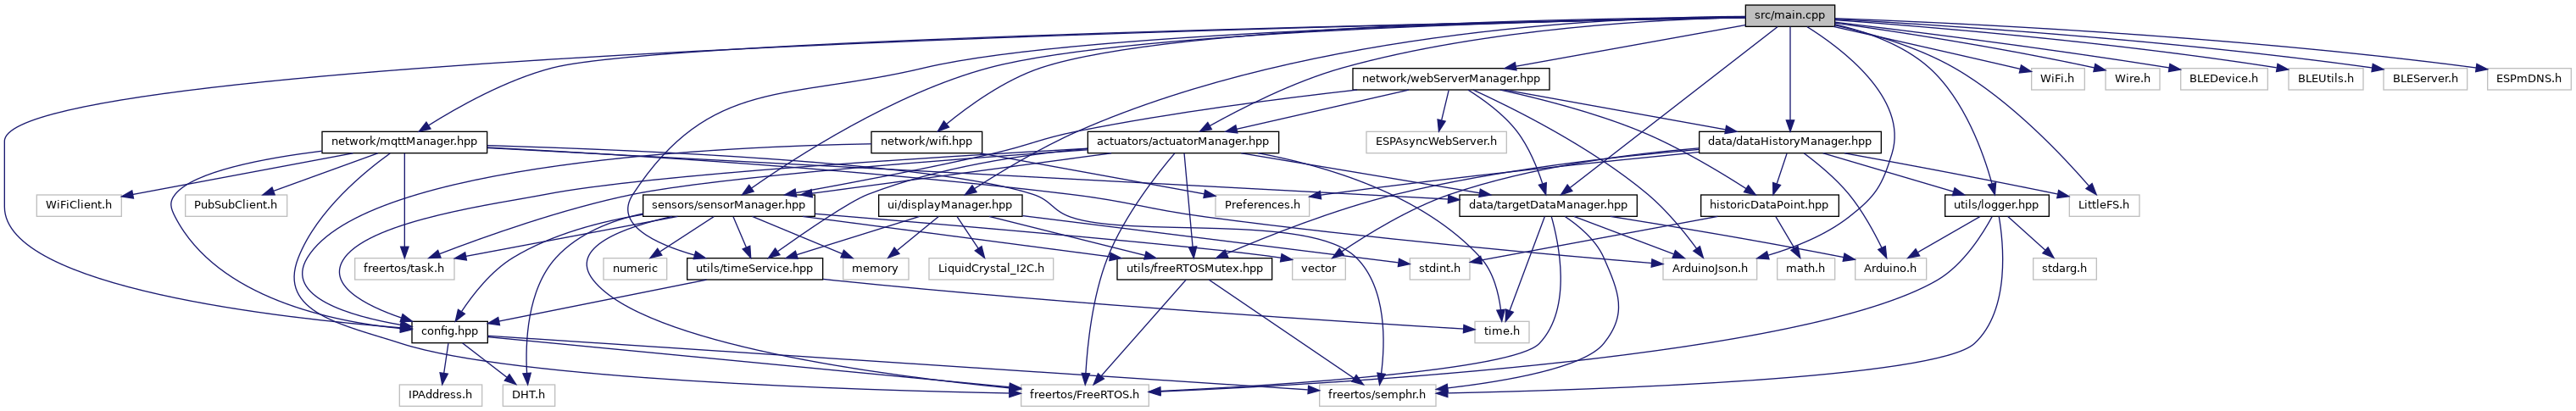 src/main.cpp
network/webServerManager.hpp
WiFi.h
Wire.h
BLEDevice.h
BLEUtils.h
BLEServer.h
ESPmDNS.h
network/mqttManager.hpp
network/wifi.hpp
actuators/actuatorManager.hpp
ESPAsyncWebServer.h
data/dataHistoryManager.hpp
WiFiClient.h
PubSubClient.h
sensors/sensorManager.hpp
ui/displayManager.hpp
Preferences.h
data/targetDataManager.hpp
historicDataPoint.hpp
utils/logger.hpp
LittleFS.h
freertos/task.h
numeric
utils/timeService.hpp
memory
LiquidCrystal_I2C.h
utils/freeRTOSMutex.hpp
vector
stdint.h
ArduinoJson.h
math.h
Arduino.h
stdarg.h
config.hpp
time.h
IPAddress.h
DHT.h
freertos/FreeRTOS.h
freertos/semphr.h